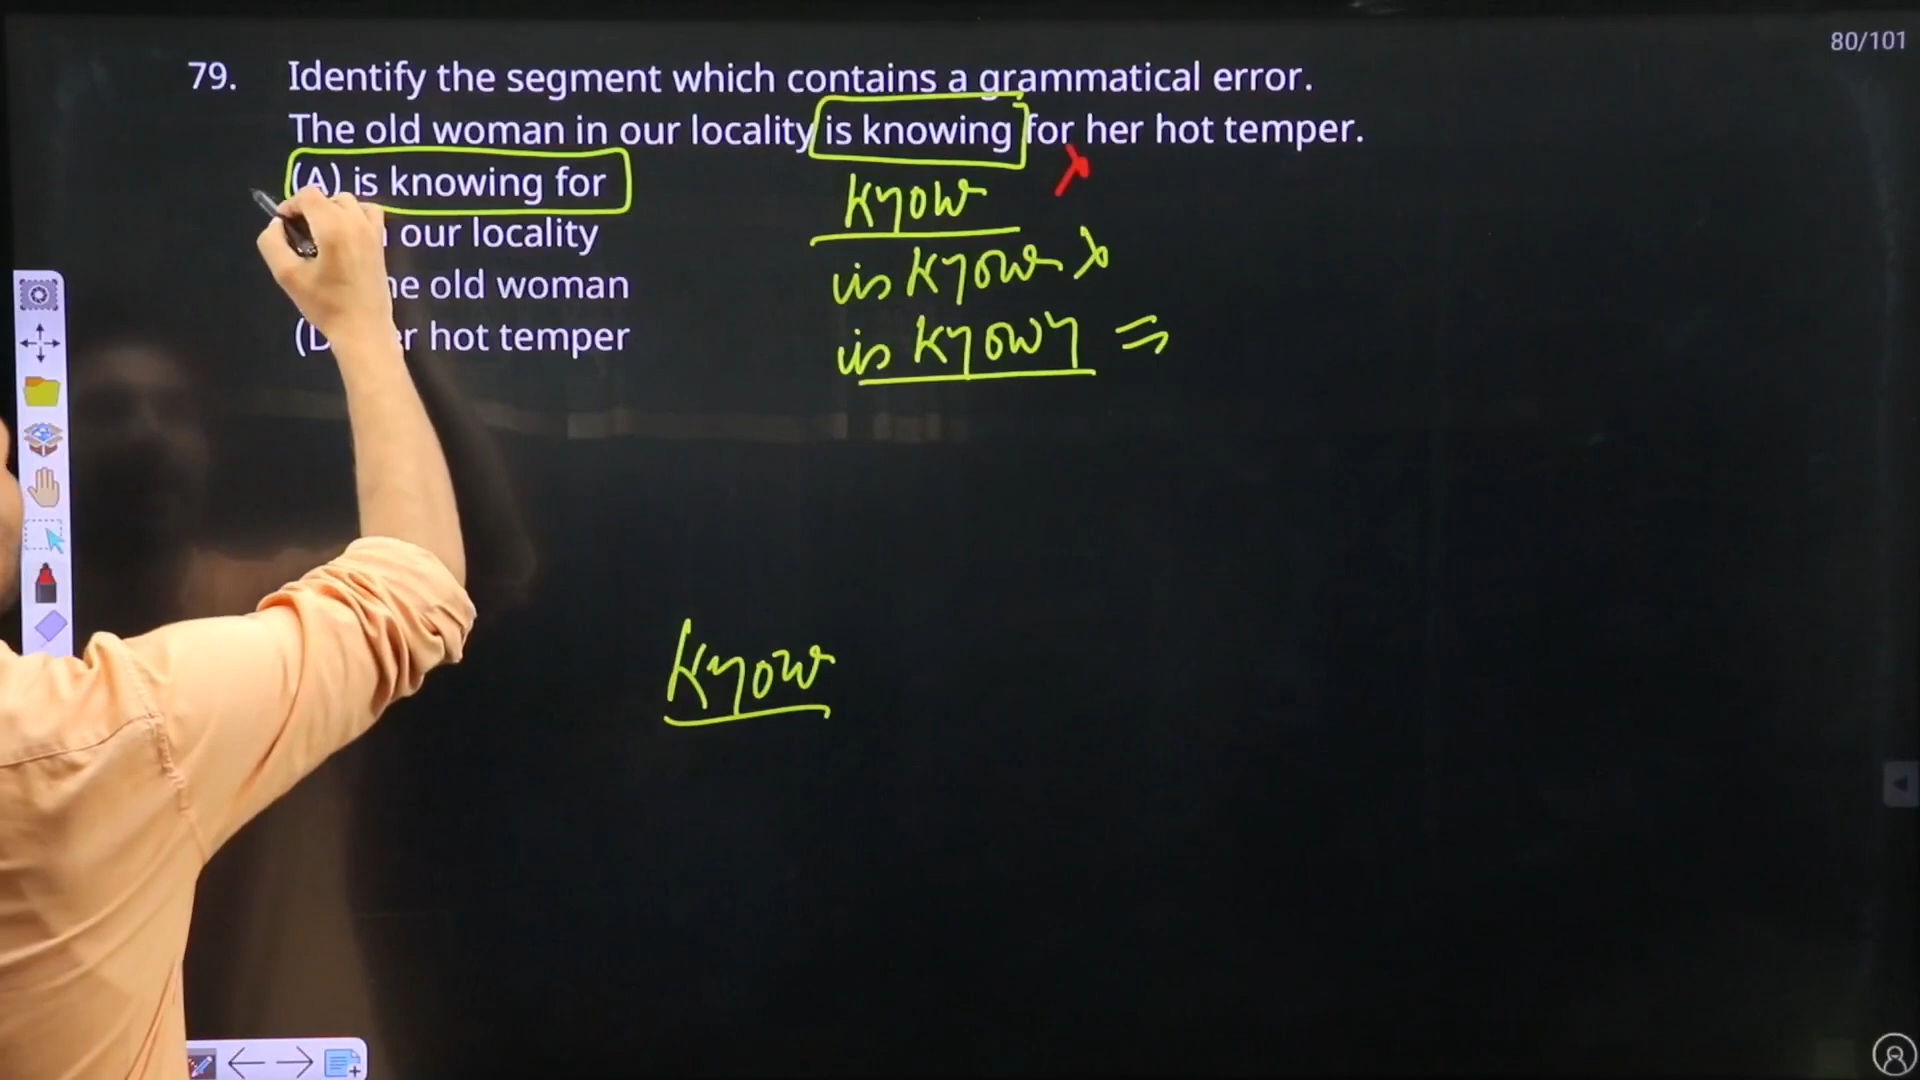 80/101
79. Identify the segment which contains a grammatical error.
The old woman in our locality is knowing for her hot temper.
(A) is knowing for
our locality
old woman
(D hot temper
know
is know x
is known =
know